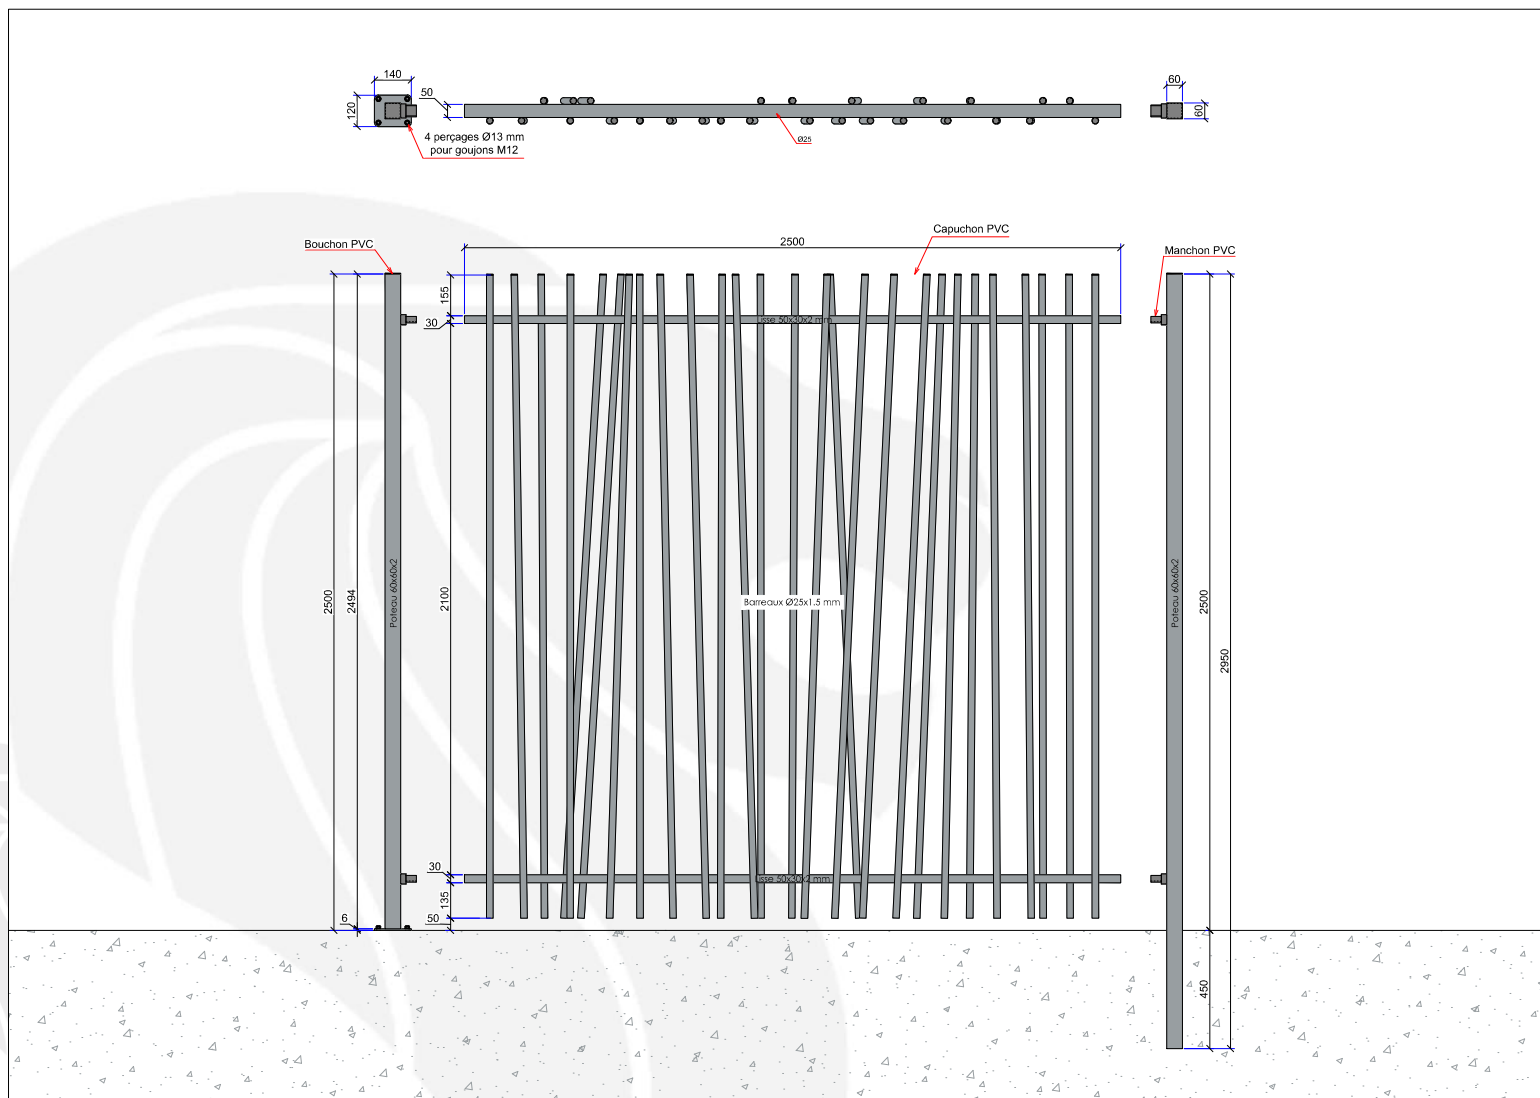 140
120
50
4 perçages Ø13 mm
pour goujons M12
Ø25
60
60
Bouchon PVC
2500
Capuchon PVC
Manchon PVC
155
30
Lisse 50x30x2 mm
2500
2494
Poteau 60x60x2
2100
Barreaux Ø25x1.5 mm
Poteau 60x60x2
2500
2950
30
Lisse 50x30x2 mm
135
50
6
450